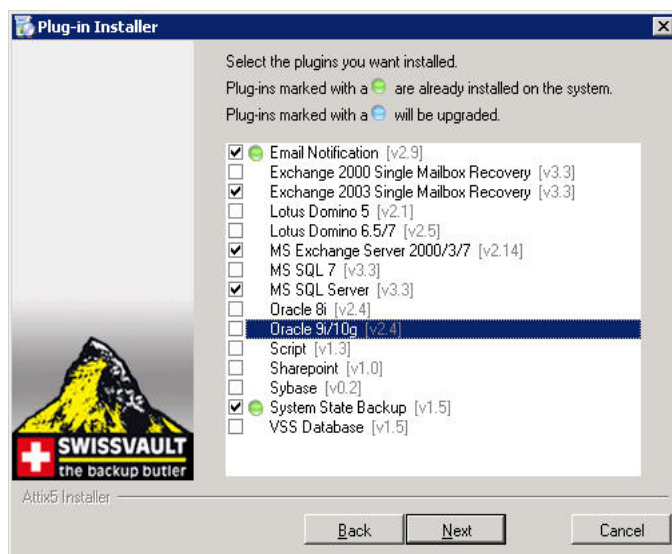 Plug-in Installer
Select the plugins you want installed.
Plug-ins marked with a are already installed on the system.
Plug-ins marked with a will be upgraded.
Email Notification [v2.9]
Exchange 2000 Single Mailbox Recovery [v3.3]
Exchange 2003 Single Mailbox Recovery [v3.3]
Lotus Domino 5 [v2.1]
Lotus Domino 6.5/7 [v2.5]
MS Exchange Server 2000/3/7 [v2.14]
MS SQL 7 [v3.3]
MS SQL Server [v3.3]
Oracle 8i [v2.4]
Oracle 9i/10g [v2.4]
Script [v1.3]
Sharepoint [v1.0]
Sybase [v0.2]
System State Backup [v1.5]
VSS Database [v1.5]
SWISSVAULT
the backup butler
Attix5 Installer
Back
Next
Cancel